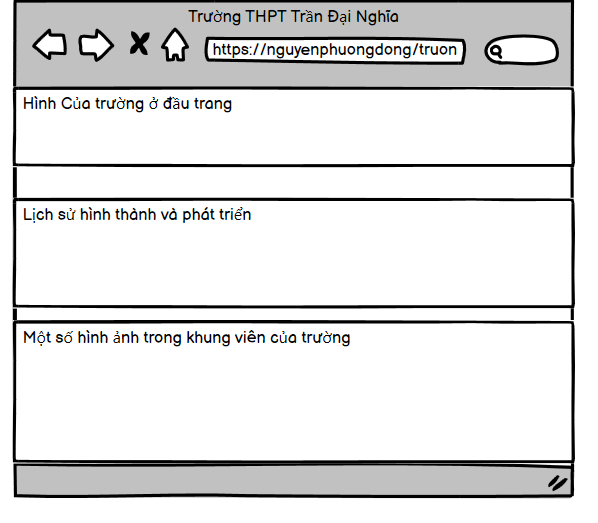 Trường THPT Trần Đại Nghĩa
https://nguyenphuongdong/truon
Hình Của trường ở đầu trang
Lịch sử hình thành và phát triển
Một số hình ảnh trong khung viên của trường